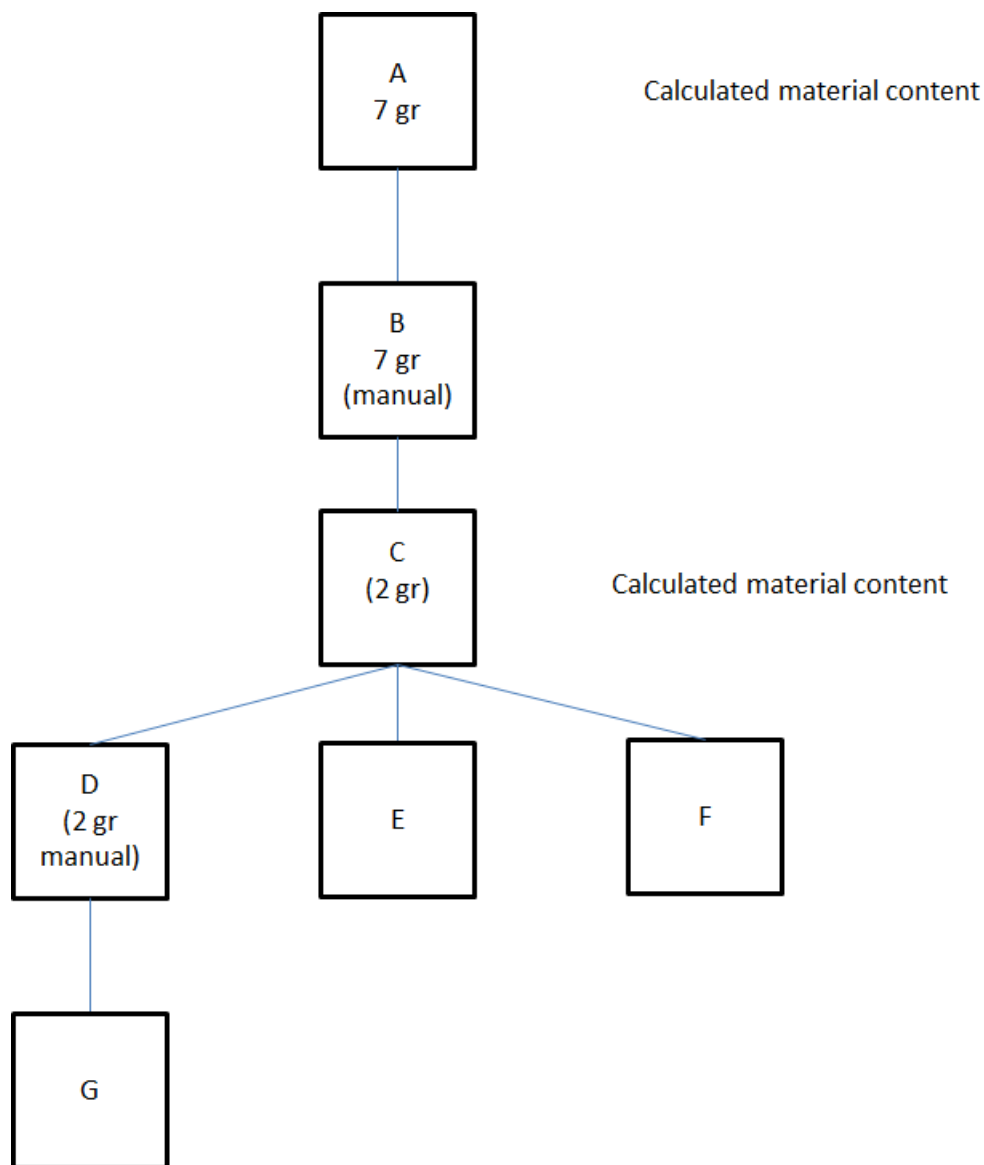 A
7 gr
Calculated material content
B
7 gr
(manual)
C
(2 gr)
Calculated material content
D
(2 gr
manual)
E
F
G